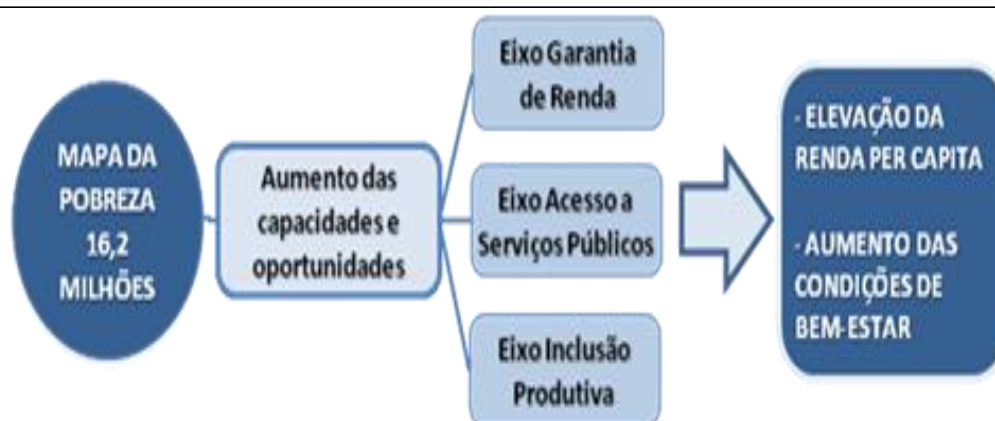 MAPA DA
POBREZA
16,2
MILHÕES
Aumento das
capacidades e
oportunidades
Eixo Garantia
de Renda
Eixo Acesso a
Serviços Públicos
Eixo Inclusão
Produtiva
- ELEVAÇÃO DA
RENDA PER CAPITA
- AUMENTO DAS
CONDIÇÕES DE
BEM-ESTAR